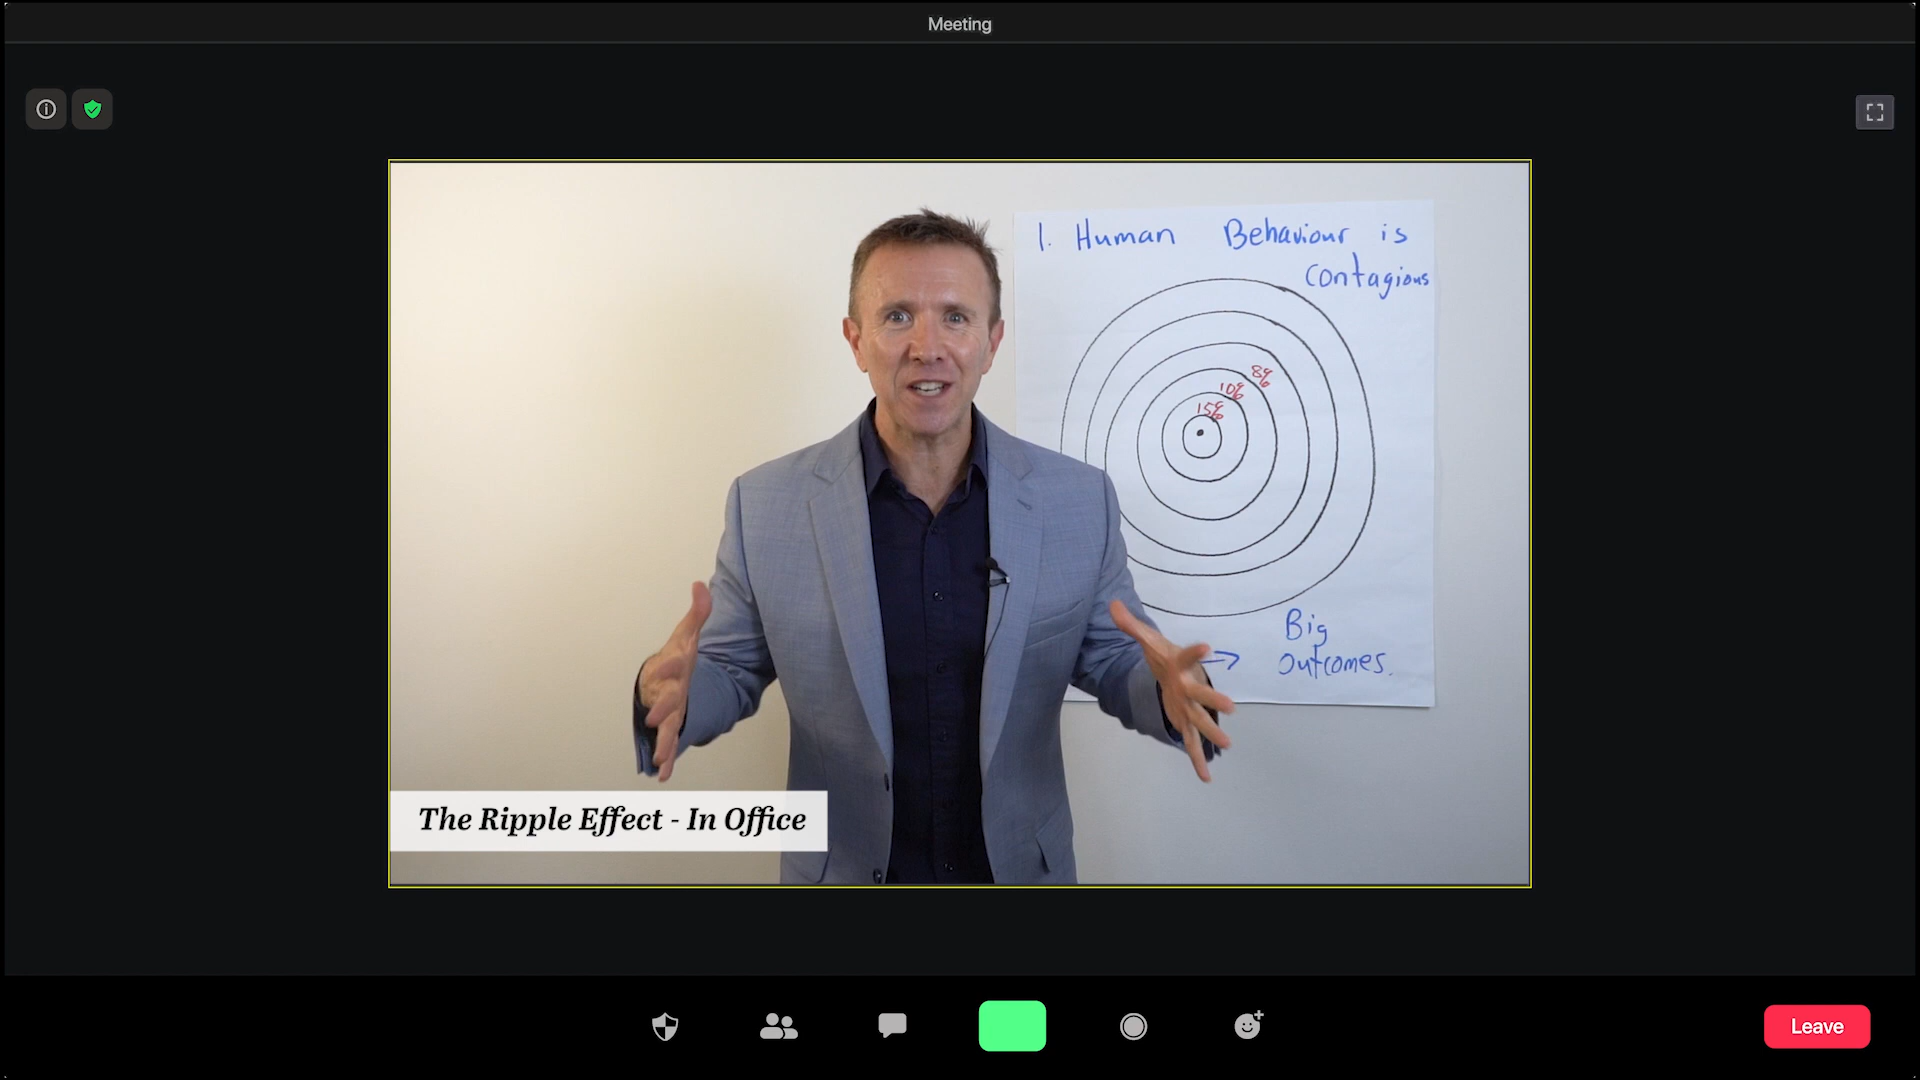 Meeting
1. Human Behaviour is
contagious
8%
10%
15%
Big
outcomes.
The Ripple Effect - In Office
Leave